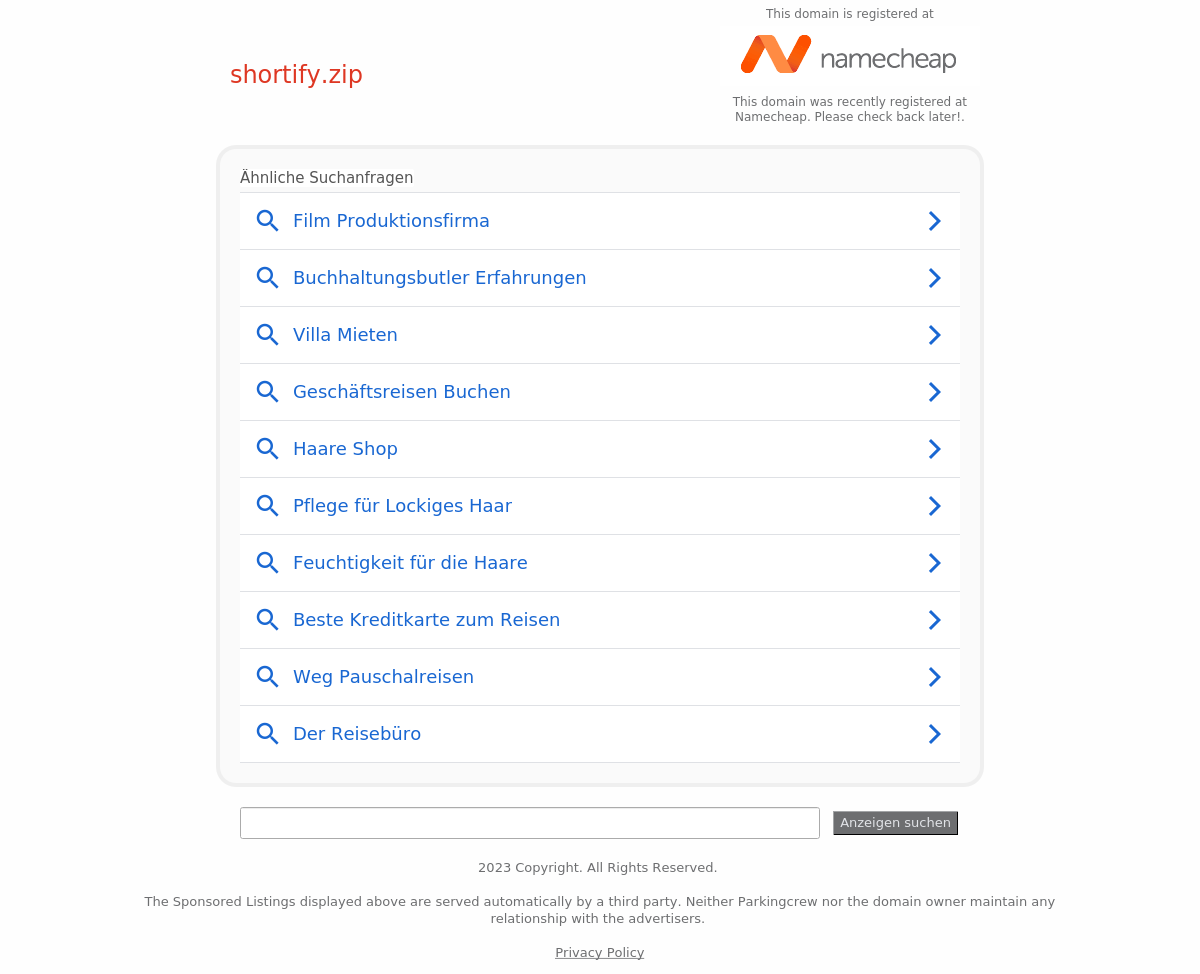 This domain is registered at
namecheap
shortify.zip
This domain was recently registered at
Namecheap. Please check back later!.
Ähnliche Suchanfragen
Film Produktionsfirma
Buchhaltungsbutler Erfahrungen
Villa Mieten
Geschäftsreisen Buchen
Haare Shop
Pflege für Lockiges Haar
Feuchtigkeit für die Haare
Beste Kreditkarte zum Reisen
Weg Pauschalreisen
Der Reisebüro
Anzeigen suchen
2023 Copyright. All Rights Reserved.
The Sponsored Listings displayed above are served automatically by a third party. Neither Parkingcrew nor the domain owner maintain any
relationship with the advertisers.
Privacy Policy